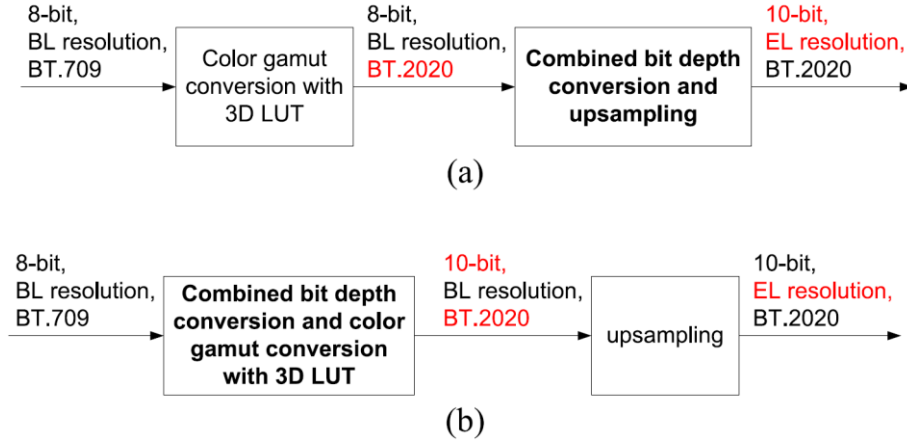 8-bit,
BL resolution,
BT.709
Color gamut
conversion with
3D LUT
8-bit,
BL resolution,
BT.2020
Combined bit depth
conversion and
upsampling
10-bit,
EL resolution,
BT.2020
(a)
8-bit,
BL resolution,
BT.709
Combined bit depth
conversion and color
gamut conversion
with 3D LUT
10-bit,
BL resolution,
BT.2020
upsampling
10-bit,
EL resolution,
BT.2020
(b)